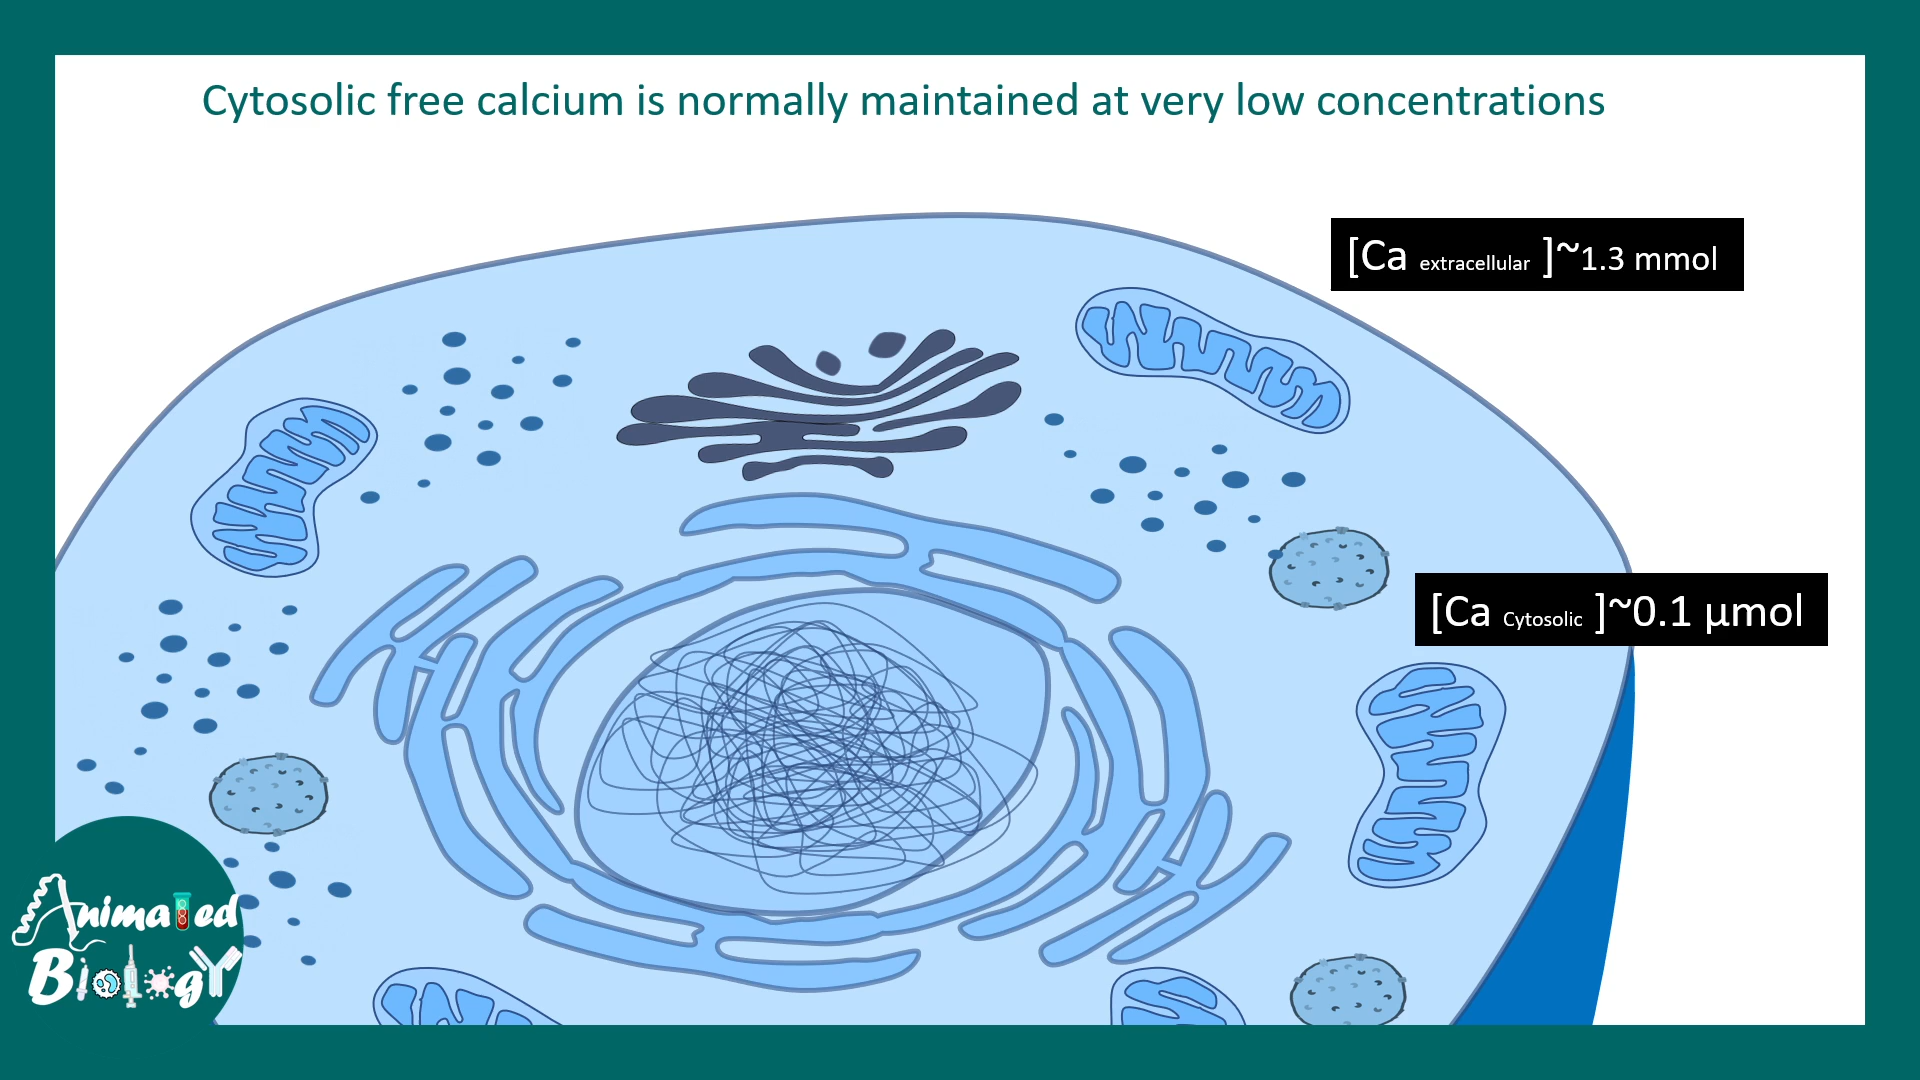 Cytosolic free calcium is normally maintained at very low concentrations
[Ca extracellular ]~1.3 mmol
[Ca Cytosolic ]~0.1 µmol
Animated
Biology